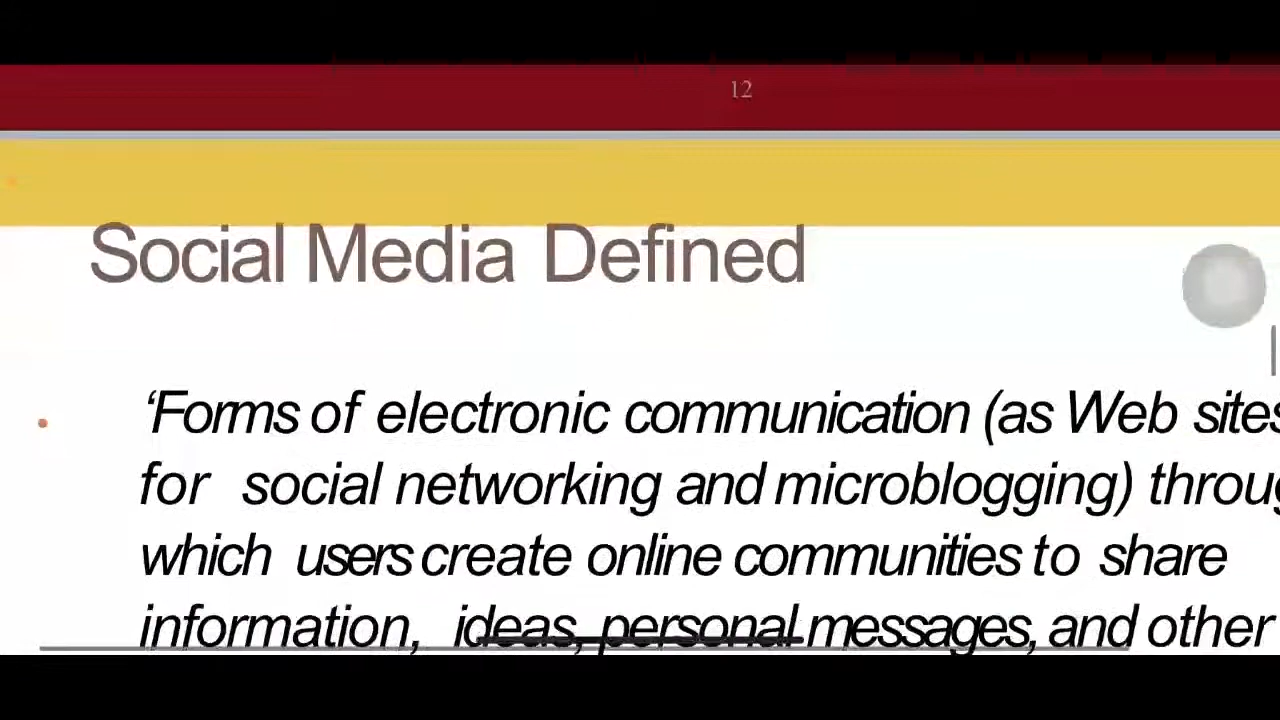 12
Social Media Defined
‘Forms of electronic communication (as Web sites
for social networking and microblogging) throug
which users create online communities to share
information, ideas, personal messages, and other